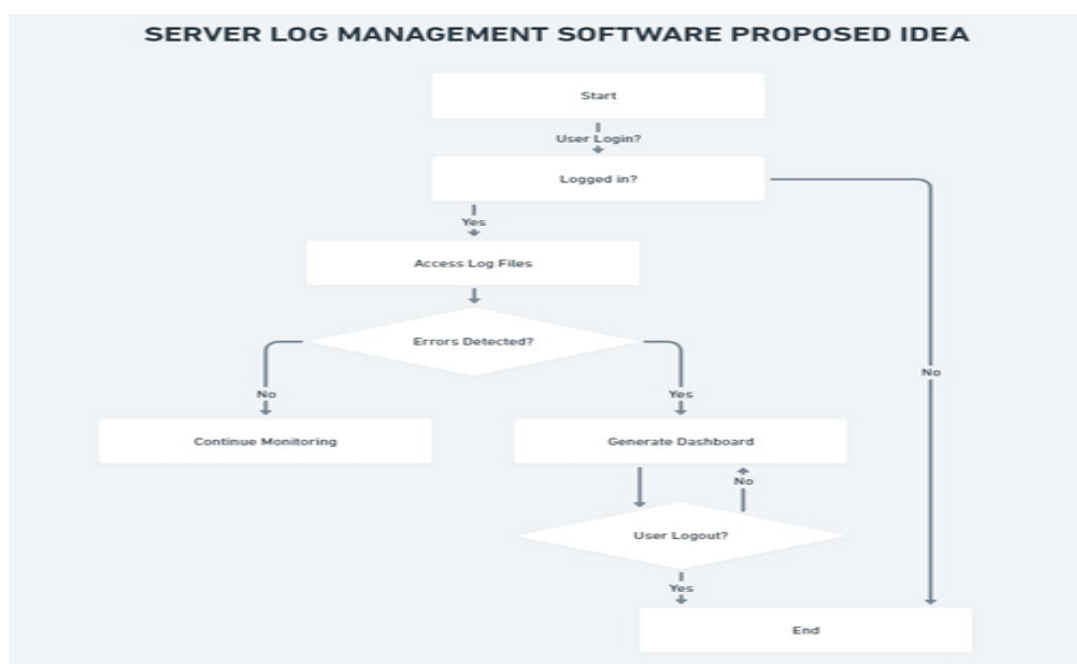 SERVER LOG MANAGEMENT SOFTWARE PROPOSED IDEA
Start
User Login?
Logged in?
Yes
Access Log Files
Errors Detected?
No
No
Yes
Continue Monitoring
Generate Dashboard
No
User Logout?
Yes
End